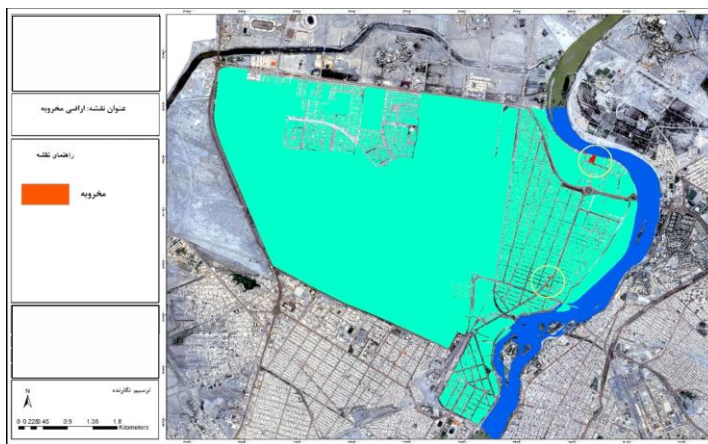 عنوان نقشه: اراضی مخروبه
راهنمای نقشه
مخروبه
ترسیم: نگارنده
N
0 0.225 0.45 0.9 1.35 1.8
Kilometers